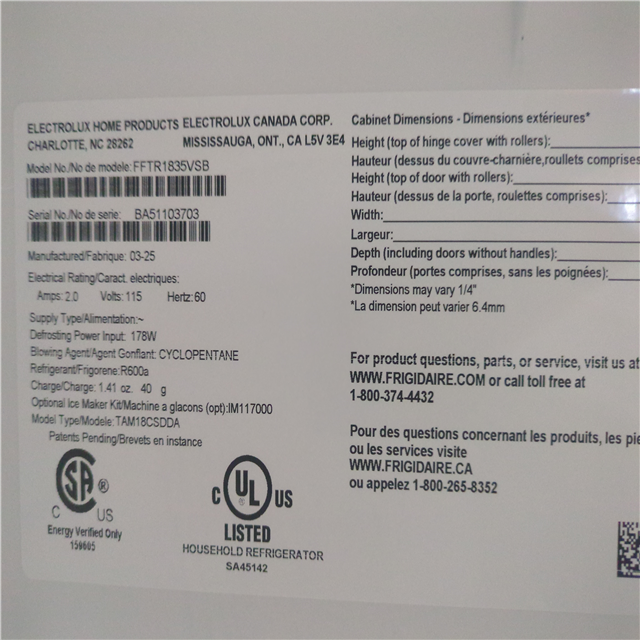 ELECTROLUX HOME PRODUCTS
CHARLOTTE, NC 28262
ELECTROLUX CANADA CORP.
MISSISSAUGA, ONT., CA L5V 3E4
Model No./No de modele: FFTR1835VSB
Serial No./No de serie: BA51103703
Manufactured/Fabrique: 03-25
Electrical Rating/Caract. electriques:
Amps: 2.0 Volts: 115 Hertz: 60
Supply Type/Alimentation:~
Defrosting Power Input: 178W
Blowing Agent/Agent Gonflant: CYCLOPENTANE
Refrigerant/Frigorene: R600a
Charge/Charge: 1.41 oz. 40 g
Optional Ice Maker Kit/Machine a glacons (opt):IM117000
Model Type/Modele: TAM18CSDDA
Patents Pending/Brevets en instance
SA ®
C US
Energy Verified Only
159605
C UL ® US
LISTED
HOUSEHOLD REFRIGERATOR
SA45142
Cabinet Dimensions - Dimensions extérieures*
Height (top of hinge cover with rollers):
Hauteur (dessus du couvre-charnière,roullets comprises
Height (top of door with rollers):
Hauteur (dessus de la porte, roulettes comprises):
Width:
Largeur:
Depth (including doors without handles):
Profondeur (portes comprises, sans les poignées):
*Dimensions may vary 1/4"
*La dimension peut varier 6.4mm
For product questions, parts, or service, visit us at
WWW.FRIGIDAIRE.COM or call toll free at
1-800-374-4432
Pour des questions concernant les produits, les piè
ou les services visite
WWW.FRIGIDAIRE.CA
ou appelez 1-800-265-8352